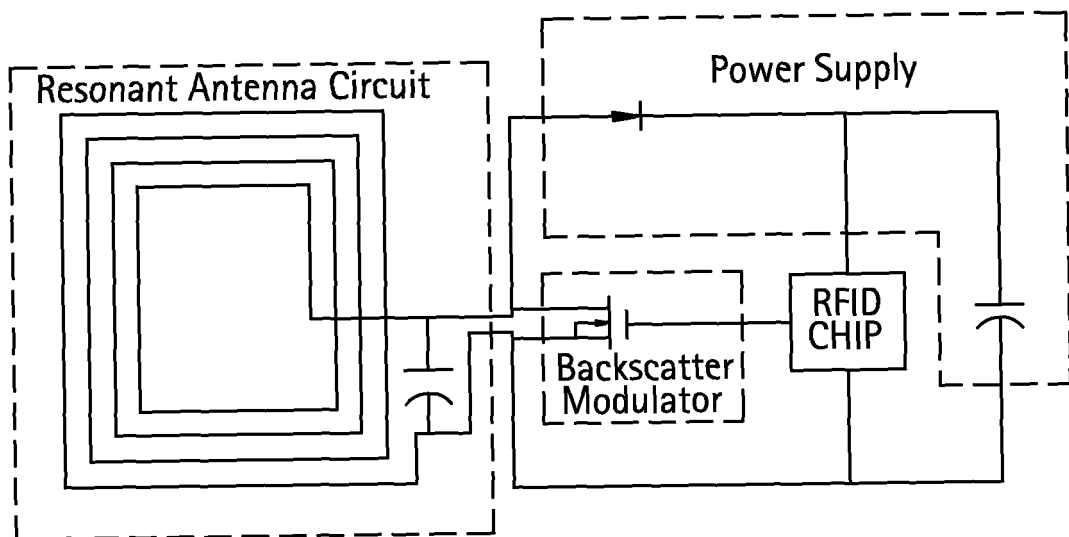 Resonant Antenna Circuit
Power Supply
RFID
CHIP
Backscatter
Modulator